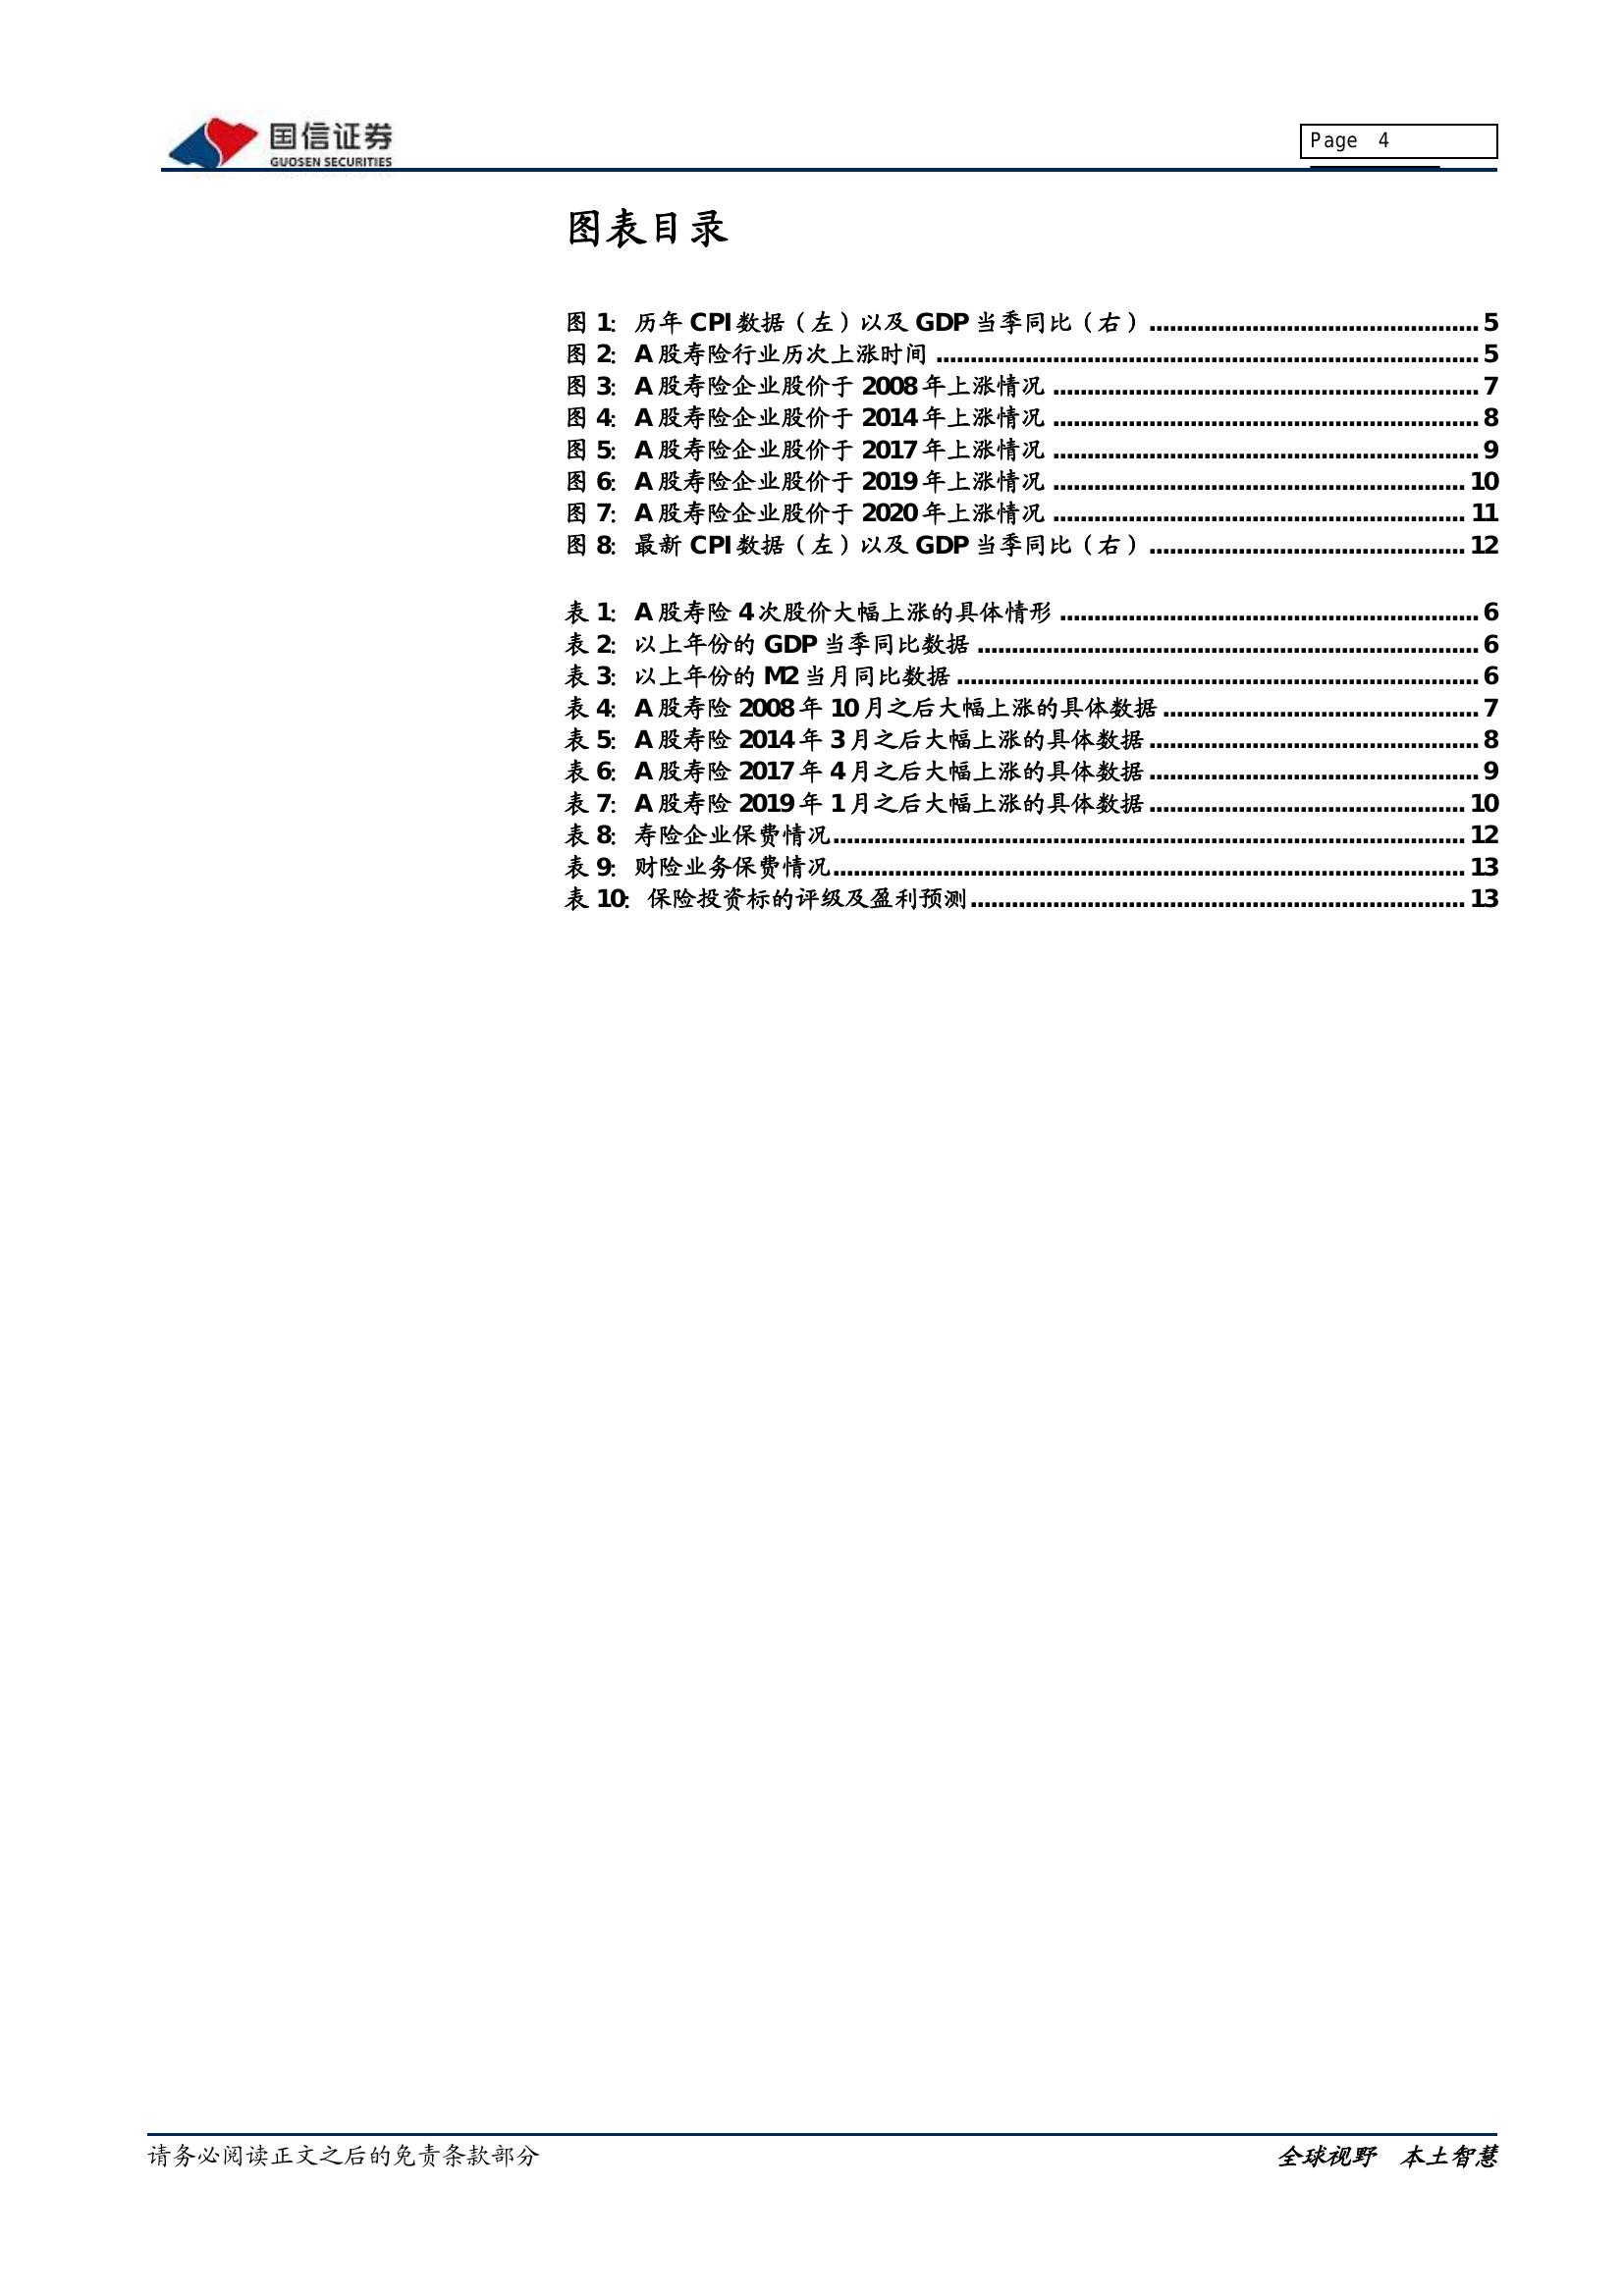 国信证券
GUOSEN SECURITIES
Page 4
图表目录
图 1: 历年 CPI 数据（左）以及 GDP 当季同比（右）................................................ 5
图 2: A 股寿险行业历次上涨时间 ................................................................................ 5
图 3: A 股寿险企业股价于 2008 年上涨情况 .............................................................. 7
图 4: A 股寿险企业股价于 2014 年上涨情况 .............................................................. 8
图 5: A 股寿险企业股价于 2017 年上涨情况 .............................................................. 9
图 6: A 股寿险企业股价于 2019 年上涨情况 ............................................................ 10
图 7: A 股寿险企业股价于 2020 年上涨情况 ............................................................ 11
图 8: 最新 CPI 数据（左）以及 GDP 当季同比（右）.............................................. 12
表 1: A 股寿险 4 次股价大幅上涨的具体情形 ............................................................. 6
表 2: 以上年份的 GDP 当季同比数据 ......................................................................... 6
表 3: 以上年份的 M2 当月同比数据 ............................................................................ 6
表 4: A 股寿险 2008 年 10 月之后大幅上涨的具体数据 .............................................. 7
表 5: A 股寿险 2014 年 3 月之后大幅上涨的具体数据 ................................................ 8
表 6: A 股寿险 2017 年 4 月之后大幅上涨的具体数据 ................................................ 9
表 7: A 股寿险 2019 年 1 月之后大幅上涨的具体数据 .............................................. 10
表 8: 寿险企业保费情况............................................................................................ 12
表 9: 财险业务保费情况............................................................................................ 13
表 10: 保险投资标的评级及盈利预测........................................................................ 13
请务必阅读正文之后的免责条款部分
全球视野 本土智慧